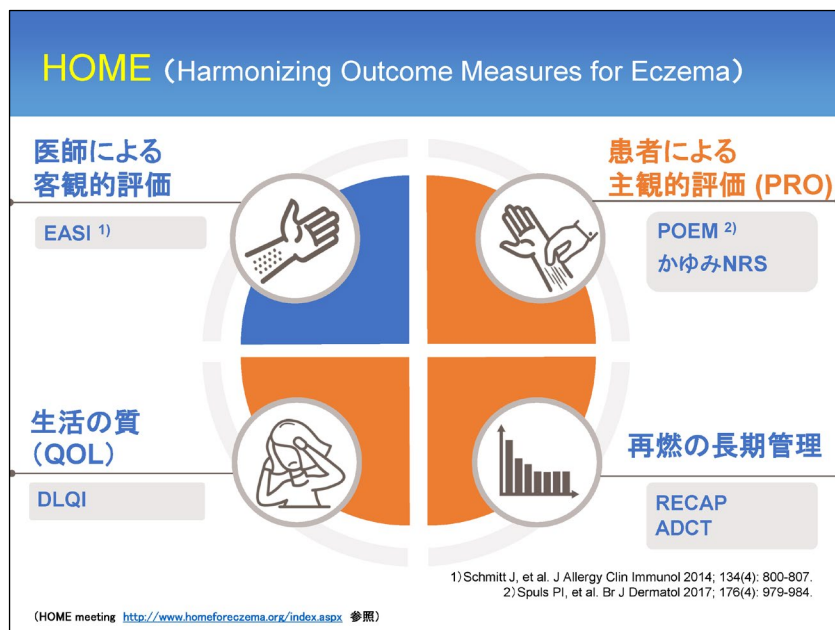 HOME（Harmonizing Outcome Measures for Eczema）
医師による
客観的評価
EASI 1)
患者による
主観的評価 (PRO)
POEM 2)
かゆみNRS
生活の質
(QOL)
DLQI
再燃の長期管理
RECAP
ADCT
1）Schmitt J, et al. J Allergy Clin Immunol 2014; 134(4): 800-807.
2）Spuls PI, et al. Br J Dermatol 2017; 176(4): 979-984.
（HOME meeting http://www.homeforeczema.org/index.aspx 参照）